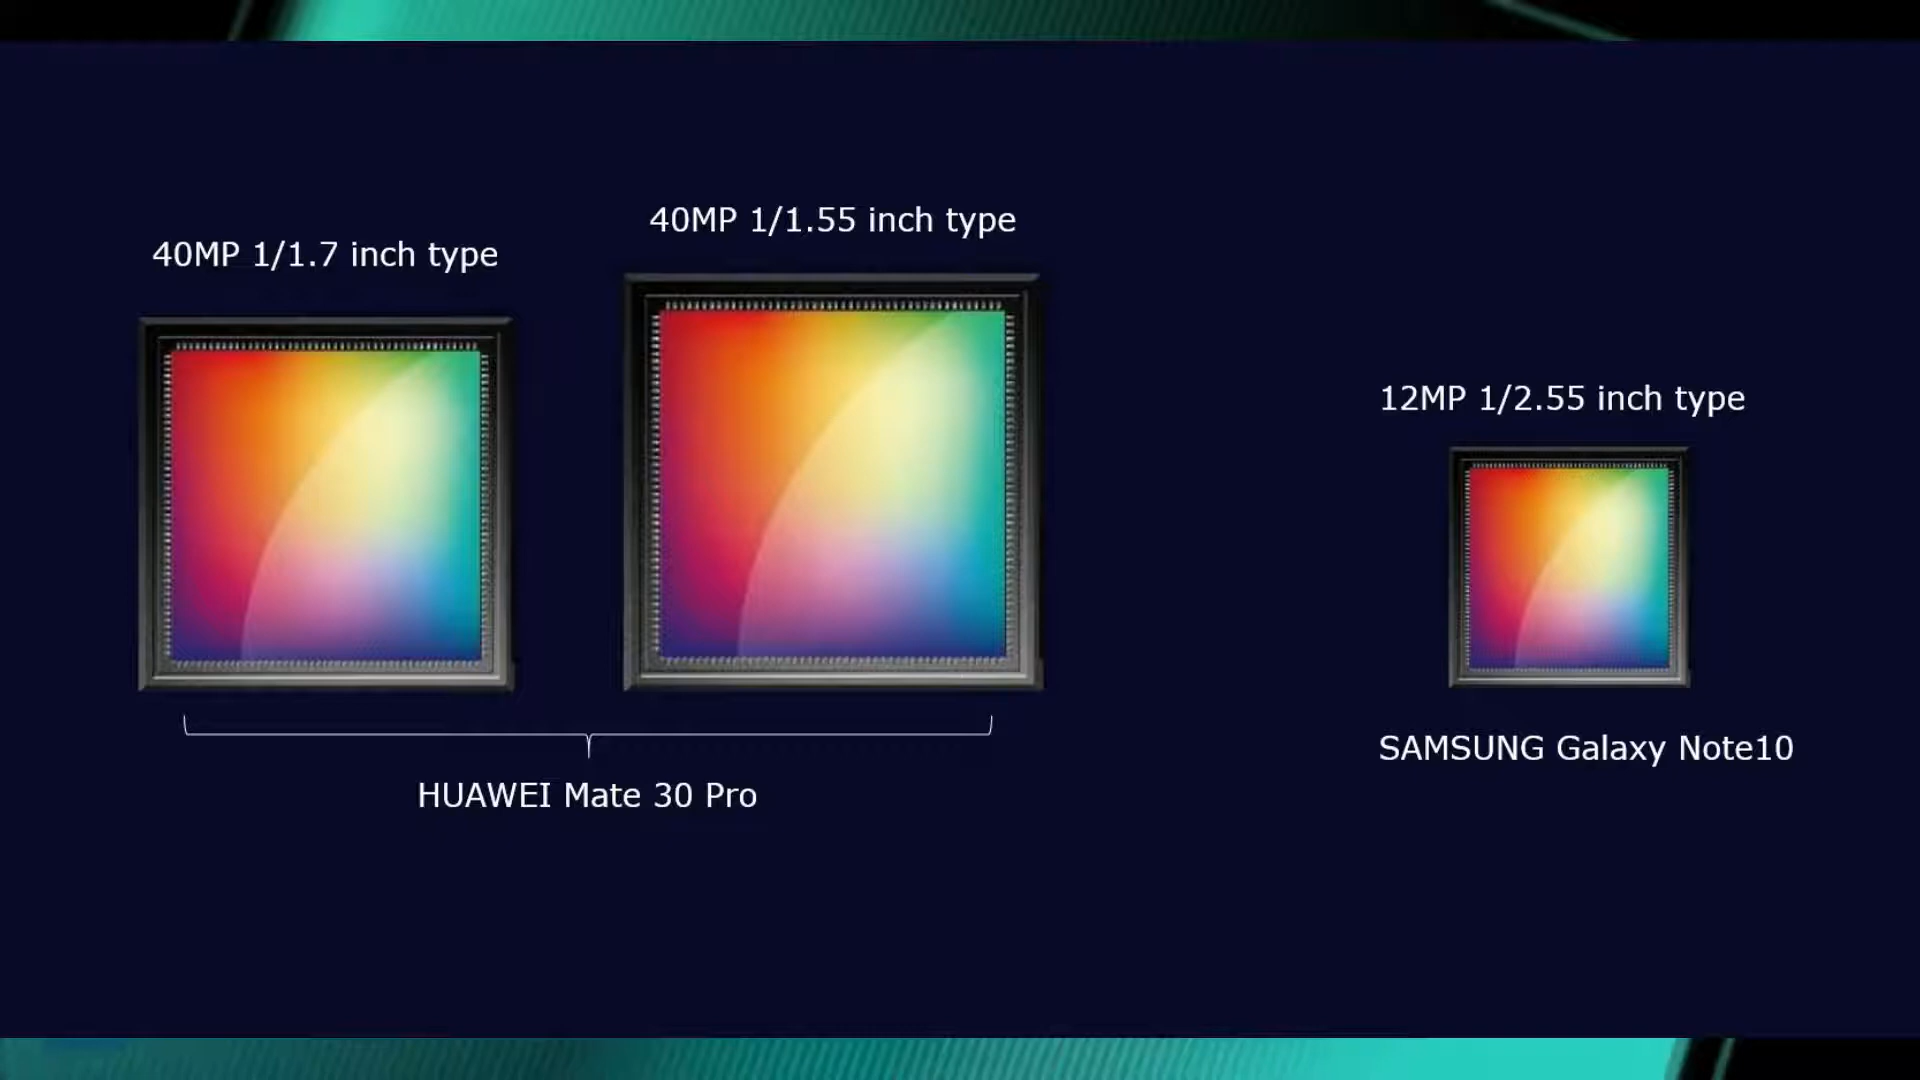 40MP 1/1.7 inch type
40MP 1/1.55 inch type
12MP 1/2.55 inch type
HUAWEI Mate 30 Pro
SAMSUNG Galaxy Note10